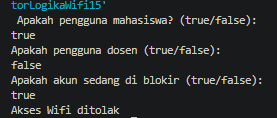 torLogikaWifi15'
Apakah pengguna mahasiswa? (true/false):
true
Apakah pengguna dosen (true/false):
false
Apakah akun sedang di blokir (true/false):
true
Akses Wifi ditolak